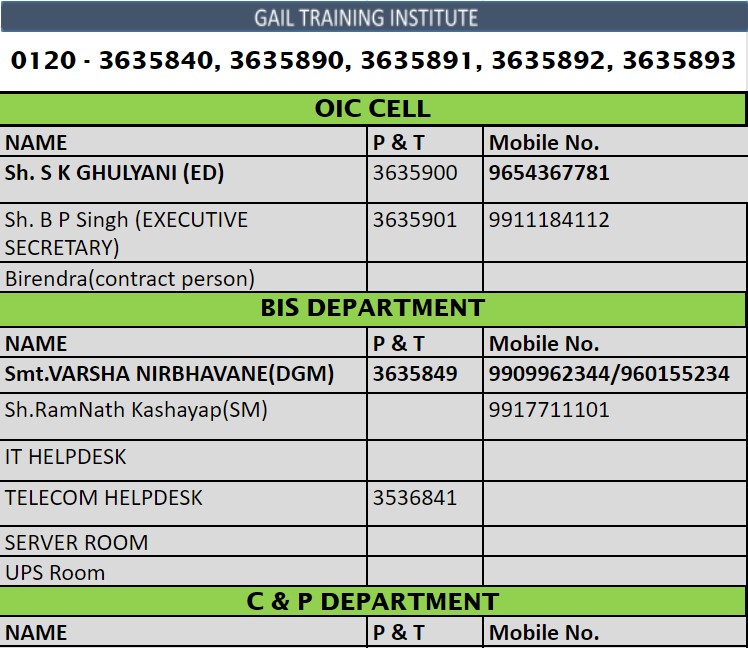 GAIL TRAINING INSTITUTE
0120 - 3635840, 3635890, 3635891, 3635892, 3635893
OIC CELL
NAME P & T Mobile No.
Sh. S K GHULYANI (ED) 3635900 9654367781
Sh. B P Singh (EXECUTIVE 3635901 9911184112
SECRETARY)
Birendra(contract person)
BIS DEPARTMENT
NAME P & T Mobile No.
Smt.VARSHA NIRBHAVANE(DGM) 3635849 9909962344/960155234
Sh.RamNath Kashayap(SM) 9917711101
IT HELPDESK
TELECOM HELPDESK 3536841
SERVER ROOM
UPS Room
C & P DEPARTMENT
NAME P & T Mobile No.